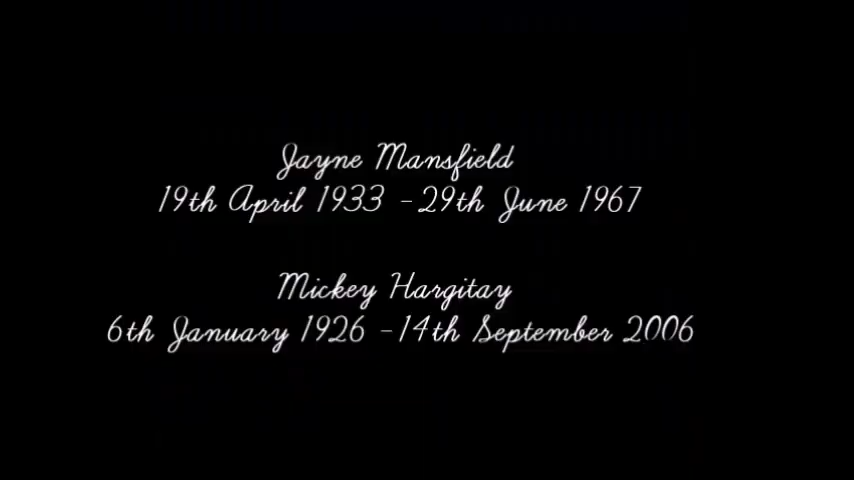 Jayne Mansfield
19th April 1933 -29th June 1967
Mickey Hargitay
6th January 1926 -14th September 2006